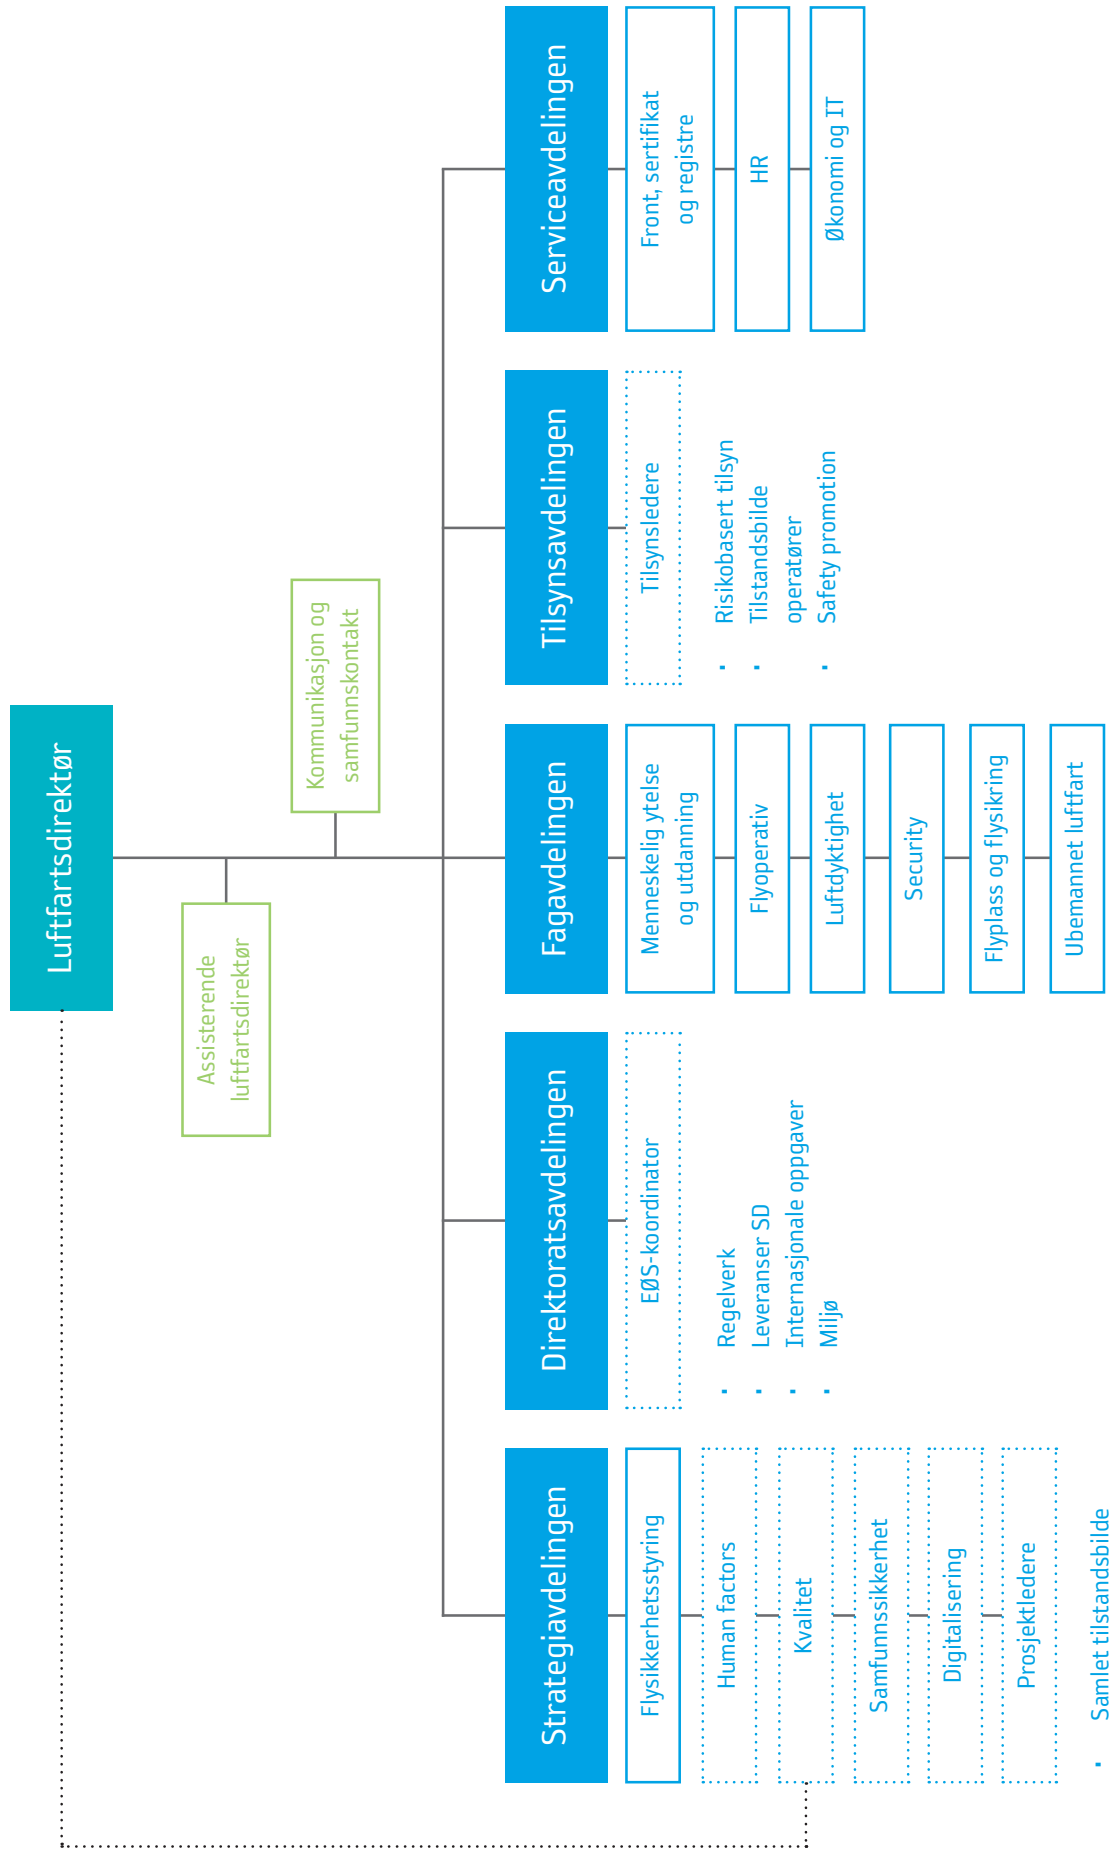 Luftfartsdirektør
Assisterende
luftfartsdirektør
Kommunikasjon og
samfunnskontakt
Strategiavdelingen
Flysikkerhetsstyring
Human factors
Kvalitet
Samfunnssikkerhet
Digitalisering
Prosjektledere
▪ Samlet tilstandsbilde
Direktoratsavdelingen
EØS-koordinator
▪ Regelverk
▪ Leveranser SD
▪ Internasjonale oppgaver
▪ Miljø
Fagavdelingen
Menneskelig ytelse
og utdanning
Flyoperativ
Luftdyktighet
Security
Flyplass og flysikring
Ubemannet luftfart
Tilsynsavdelingen
Tilsynsledere
▪ Risikobasert tilsyn
▪ Tilstandsbilde
operatører
▪ Safety promotion
Serviceavdelingen
Front, sertifikat
og registre
HR
Økonomi og IT